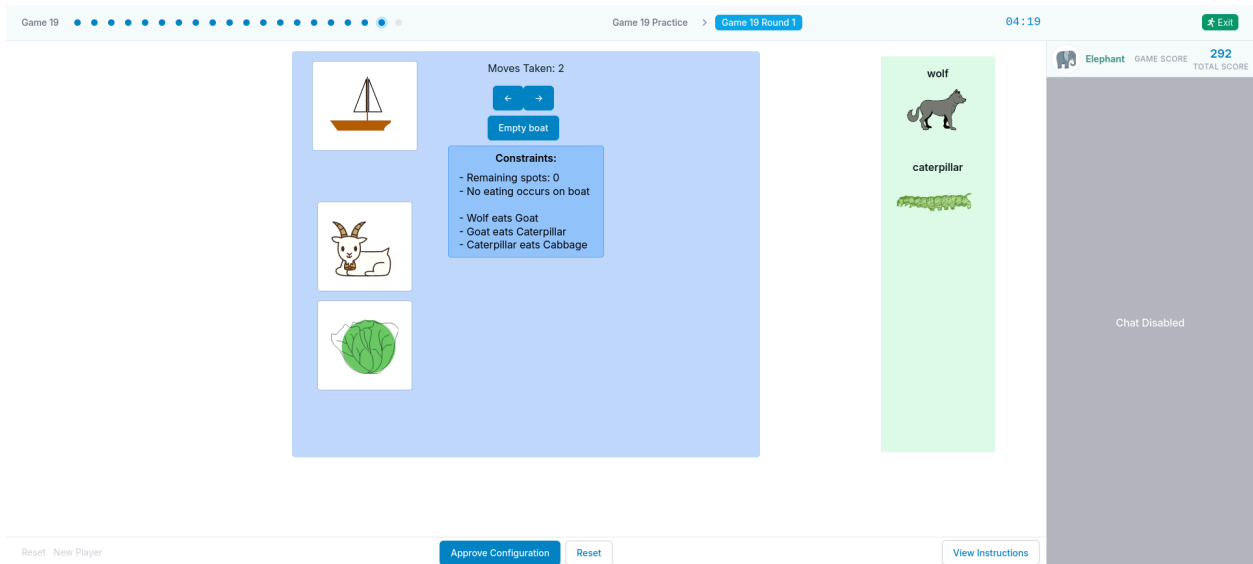 Game 19
Game 19 Practice > Game 19 Round 1
04:19
Exit
Elephant
GAME SCORE
292
TOTAL SCORE
Moves Taken: 2
← →
Empty boat
Constraints:
- Remaining spots: 0
- No eating occurs on boat
- Wolf eats Goat
- Goat eats Caterpillar
- Caterpillar eats Cabbage
wolf
caterpillar
Chat Disabled
Reset New Player
Approve Configuration
Reset
View Instructions